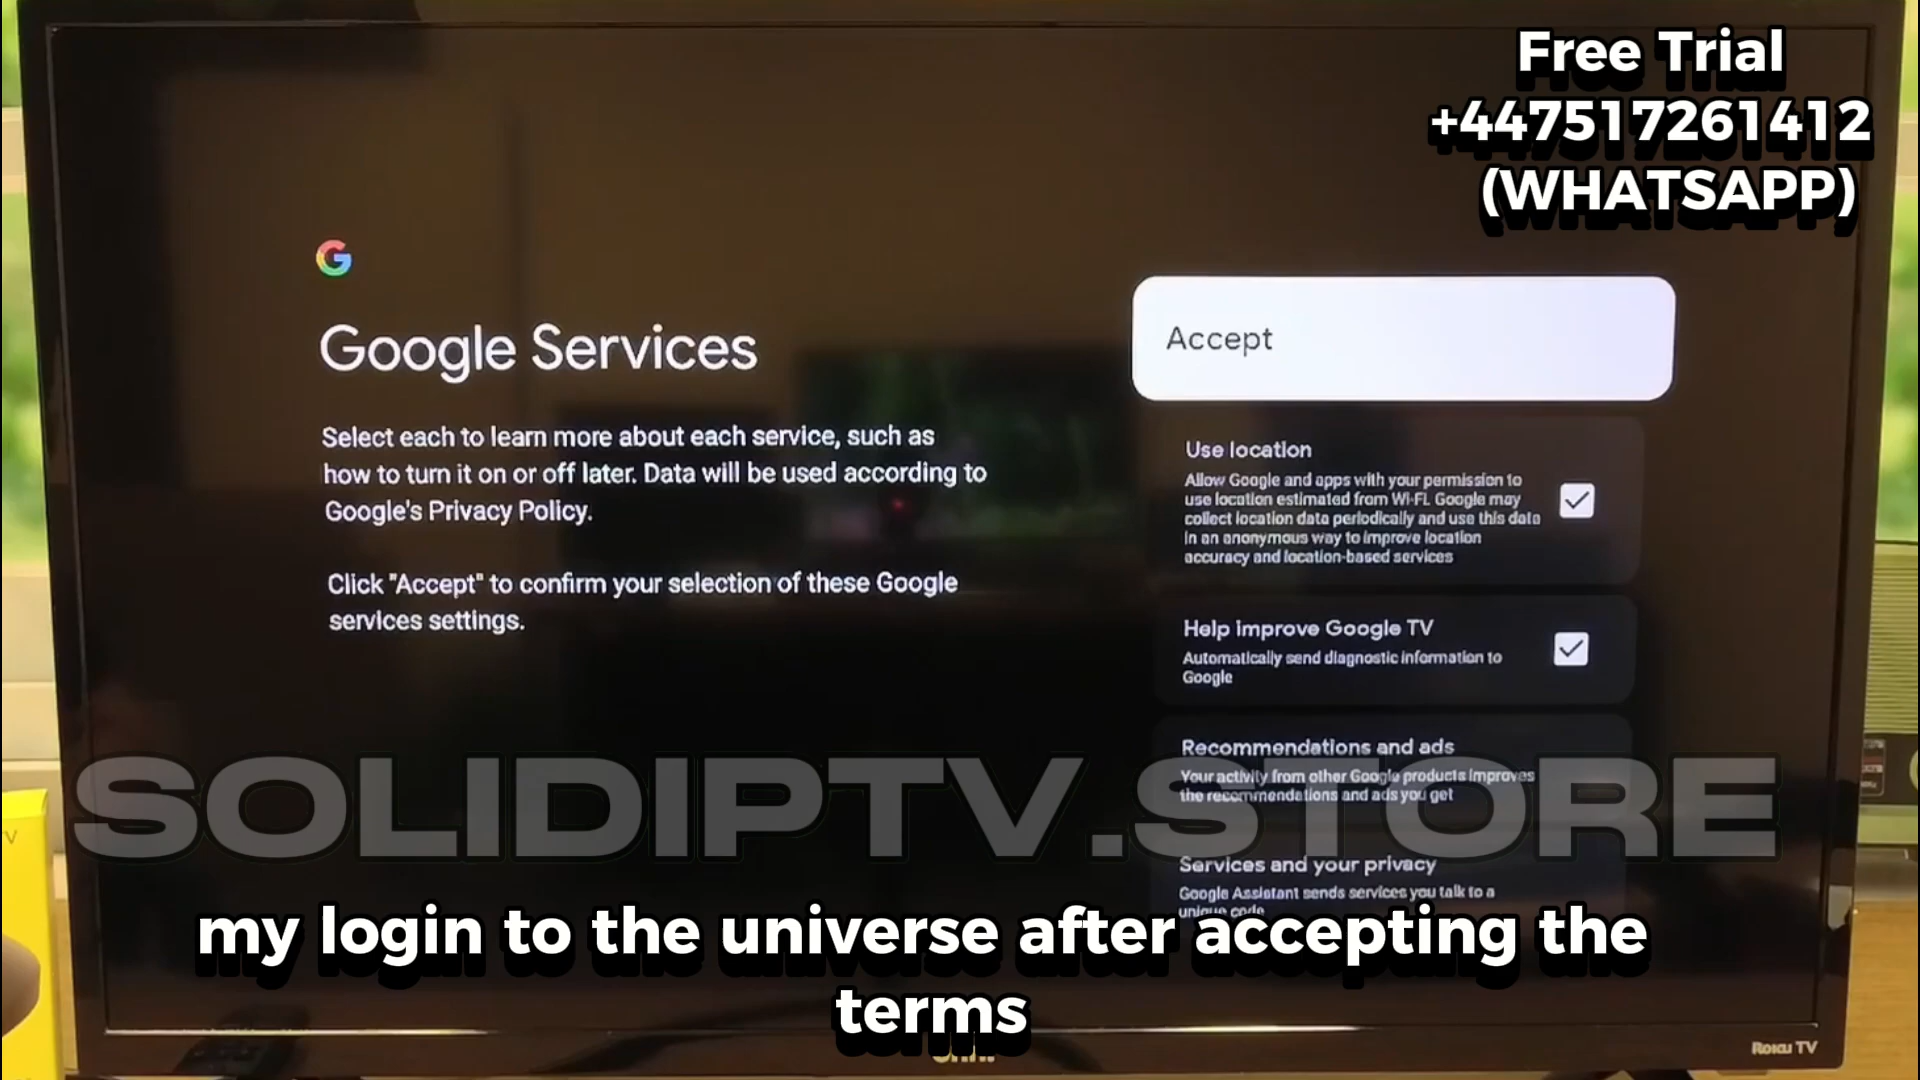 Free Trial
+447517261412
(WHATSAPP)
Google Services
Select each to learn more about each service, such as
how to turn it on or off later. Data will be used according to
Google's Privacy Policy.
Click "Accept" to confirm your selection of these Google
services settings.
Accept
Use location
Allow Google and apps with your permission to
use location estimated from Wi-Fi. Google may
collect location data periodically and use this data
in an anonymous way to improve location
accuracy and location-based services
Help improve Google TV
Automatically send diagnostic information to
Google
Recommendations and ads
Your activity from other Google products improves
the recommendations and ads you get
SOLIDIPTV.STORE
Services and your privacy
Google Assistant sends services you talk to a
unique code
my login to the universe after accepting the
terms
Roku TV